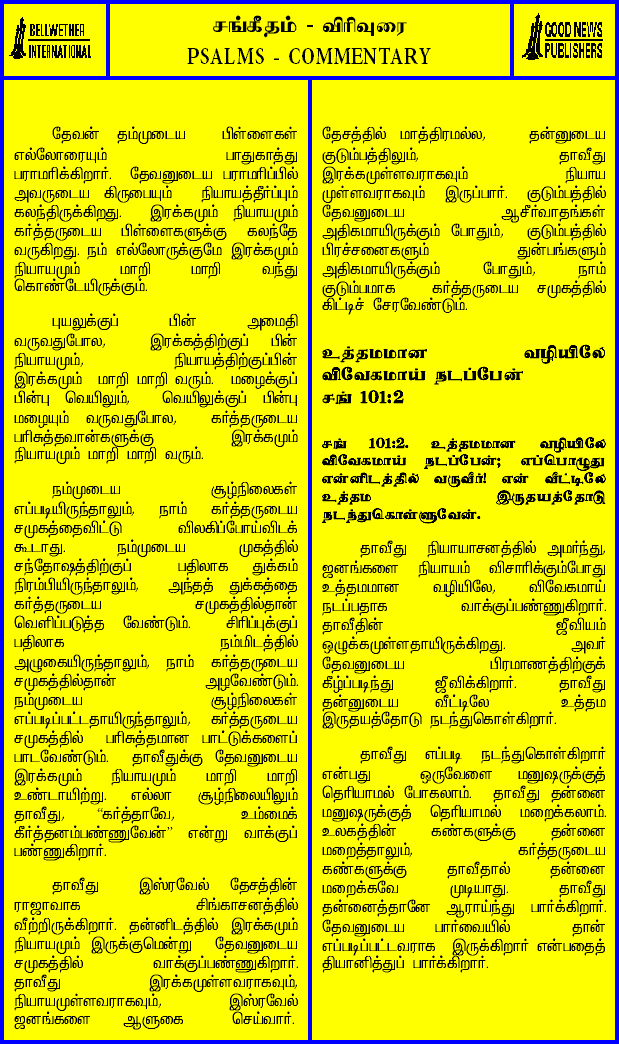 BELLWETHER
INTERNATIONAL
சங்கீதம் - விரிவுரை
PSALMS - COMMENTARY
GOOD NEWS
PUBLISHERS
தேவன் தம்முடைய பிள்ளைகள்
எல்லோரையும் பாதுகாத்து
பராமரிக்கிறார். தேவனுடைய பராமரிப்பில்
அவருடைய கிருபையும் நியாயத்தீர்ப்பும்
கலந்திருக்கிறது. இரக்கமும் நியாயமும்
கர்த்தருடைய பிள்ளைகளுக்கு கலந்தே
வருகிறது. நம் எல்லோருக்குமே இரக்கமும்
நியாயமும் மாறி மாறி வந்து
கொண்டேயிருக்கும்.
புயலுக்குப் பின் அமைதி
வருவதுபோல, இரக்கத்திற்குப் பின்
நியாயமும், நியாயத்திற்குப்பின்
இரக்கமும் மாறி மாறி வரும். மழைக்குப்
பின்பு வெயிலும், வெயிலுக்குப் பின்பு
மழையும் வருவதுபோல, கர்த்தருடைய
பரிசுத்தவான்களுக்கு இரக்கமும்
நியாயமும் மாறி மாறி வரும்.
நம்முடைய சூழ்நிலைகள்
எப்படியிருந்தாலும், நாம் கர்த்தருடைய
சமுகத்தைவிட்டு விலகிப்போய்விடக்
கூடாது. நம்முடைய முகத்தில்
சந்தோஷத்திற்குப் பதிலாக துக்கம்
நிரம்பியிருந்தாலும், அந்தத் துக்கத்தை
கர்த்தருடைய சமுகத்தில்தான்
வெளிப்படுத்த வேண்டும். சிரிப்புக்குப்
பதிலாக நம்மிடத்தில்
அழுகையிருந்தாலும், நாம் கர்த்தருடைய
சமுகத்தில்தான் அழவேண்டும்.
நம்முடைய சூழ்நிலைகள்
எப்படிப்பட்டதாயிருந்தாலும், கர்த்தருடைய
சமுகத்தில் பரிசுத்தமான பாட்டுக்களைப்
பாடவேண்டும். தாவீதுக்கு தேவனுடைய
இரக்கமும் நியாயமும் மாறி மாறி
உண்டாயிற்று. எல்லா சூழ்நிலையிலும்
தாவீது, “கர்த்தாவே, உம்மைக்
கீர்த்தனம்பண்ணுவேன்” என்று வாக்குப்
பண்ணுகிறார்.
தாவீது இஸ்ரவேல் தேசத்தின்
ராஜாவாக சிங்காசனத்தில்
வீற்றிருக்கிறார். தன்னிடத்தில் இரக்கமும்
நியாயமும் இருக்குமென்று தேவனுடைய
சமுகத்தில் வாக்குப்பண்ணுகிறார்.
தாவீது இரக்கமுள்ளவராகவும்,
நியாயமுள்ளவராகவும், இஸ்ரவேல்
ஜனங்களை ஆளுகை செய்வார்.
தேசத்தில் மாத்திரமல்ல, தன்னுடைய
குடும்பத்திலும், தாவீது
இரக்கமுள்ளவராகவும் நியாய
முள்ளவராகவும் இருப்பார். குடும்பத்தில்
தேவனுடைய ஆசீர்வாதங்கள்
அதிகமாயிருக்கும் போதும், குடும்பத்தில்
பிரச்சனைகளும் துன்பங்களும்
அதிகமாயிருக்கும் போதும், நாம்
குடும்பமாக கர்த்தருடைய சமுகத்தில்
கிட்டிச் சேரவேண்டும்.
உத்தமமான வழியிலே
விவேகமாய் நடப்பேன்
சங் 101:2
சங் 101:2. உத்தமமான வழியிலே
விவேகமாய் நடப்பேன்; எப்பொழுது
என்னிடத்தில் வருவீர்! என் வீட்டிலே
உத்தம இருதயத்தோடு
நடந்துகொள்ளுவேன்.
தாவீது நியாயாசனத்தில் அமர்ந்து,
ஜனங்களை நியாயம் விசாரிக்கும்போது
உத்தமமான வழியிலே, விவேகமாய்
நடப்பதாக வாக்குப்பண்ணுகிறார்.
தாவீதின் ஜீவியம்
ஒழுக்கமுள்ளதாயிருக்கிறது. அவர்
தேவனுடைய பிரமாணத்திற்குக்
கீழ்ப்படிந்து ஜீவிக்கிறார். தாவீது
தன்னுடைய வீட்டிலே உத்தம
இருதயத்தோடு நடந்துகொள்கிறார்.
தாவீது எப்படி நடந்துகொள்கிறார்
என்பது ஒருவேளை மனுஷருக்குத்
தெரியாமல் போகலாம். தாவீது தன்னை
மனுஷருக்குத் தெரியாமல் மறைக்கலாம்.
உலகத்தின் கண்களுக்கு தன்னை
மறைத்தாலும், கர்த்தருடைய
கண்களுக்கு தாவீதால் தன்னை
மறைக்கவே முடியாது. தாவீது
தன்னைத்தானே ஆராய்ந்து பார்க்கிறார்.
தேவனுடைய பார்வையில் தான்
எப்படிப்பட்டவராக இருக்கிறார் என்பதைத்
தியானித்துப் பார்க்கிறார்.